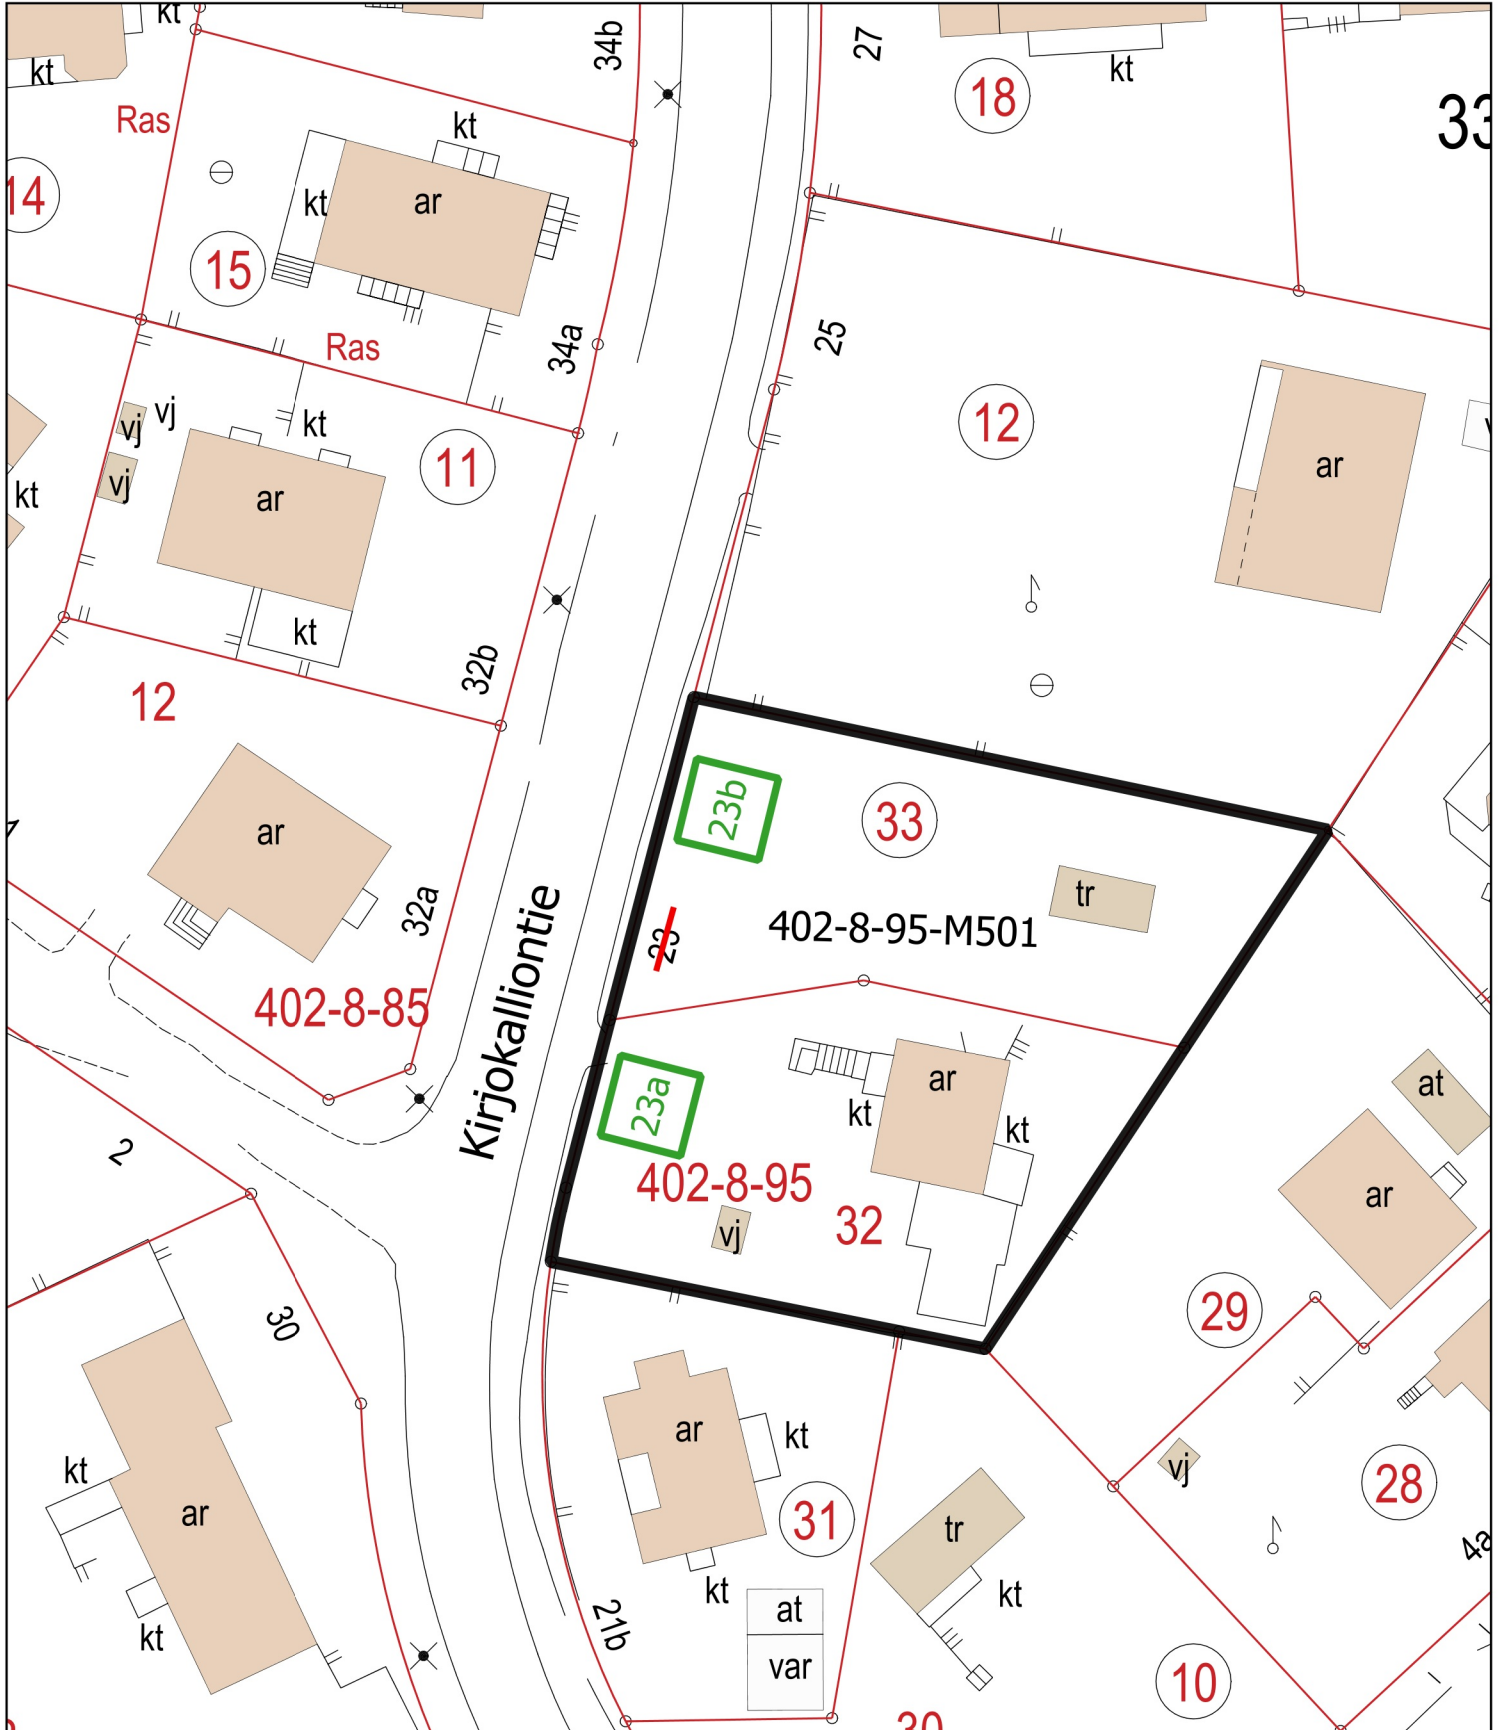 kt
34b
27
kt
18
kt
33
Ras
kt
14
kt
ar
15
34a
25
Ras
vj
vj
kt
12
11
ar
vj
ar
kt
kt
32b
12
23b
33
ar
tr
32a
23
402-8-95-M501
402-8-85
Kirjokalliontie
ar
at
23a
kt
kt
2
402-8-95
ar
vj
32
29
30
ar
kt
kt
vj
28
31
ar
tr
4a
kt
kt
21b
at
kt
var
10
30